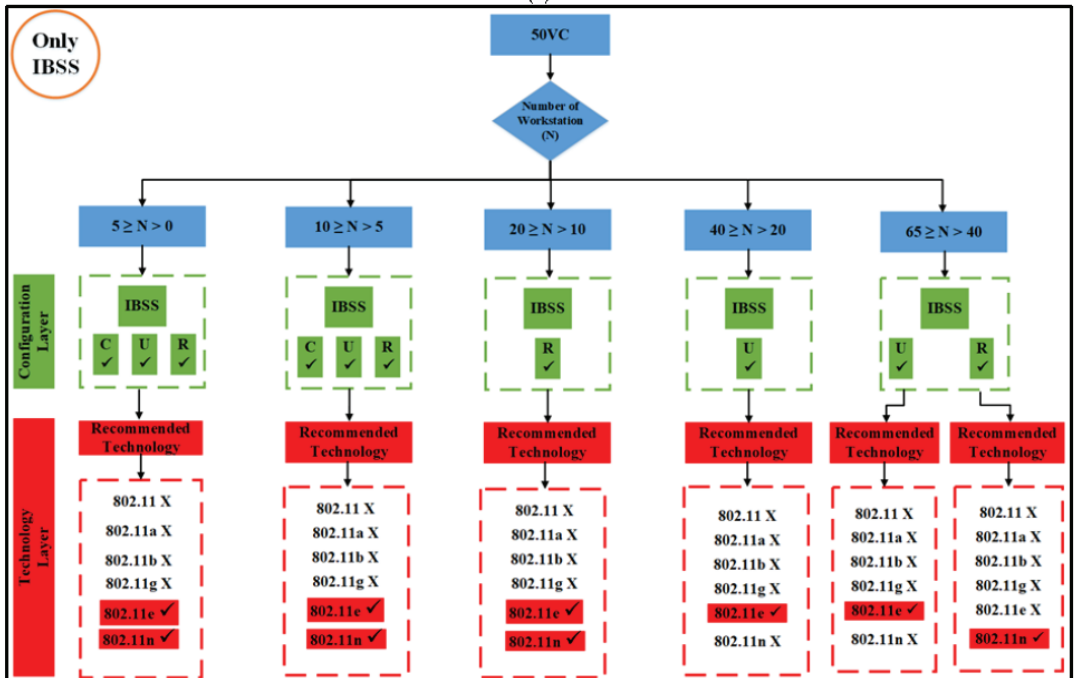 Only
IBSS
50VC
Number of
Workstation
(N)
5 ≥ N > 0
10 ≥ N > 5
20 ≥ N > 10
40 ≥ N > 20
65 ≥ N > 40
Configuration
Layer
IBSS
C ✓
U ✓
R ✓
IBSS
C ✓
U ✓
R ✓
IBSS
R ✓
IBSS
U ✓
IBSS
U ✓
R ✓
Technology
Layer
Recommended
Technology
802.11 X
802.11a X
802.11b X
802.11g X
802.11e ✓
802.11n ✓
Recommended
Technology
802.11 X
802.11a X
802.11b X
802.11g X
802.11e ✓
802.11n ✓
Recommended
Technology
802.11 X
802.11a X
802.11b X
802.11g X
802.11e ✓
802.11n ✓
Recommended
Technology
802.11 X
802.11a X
802.11b X
802.11g X
802.11e ✓
802.11n X
Recommended
Technology
802.11 X
802.11a X
802.11b X
802.11g X
802.11e ✓
802.11n X
Recommended
Technology
802.11 X
802.11a X
802.11b X
802.11g X
802.11e X
802.11n ✓